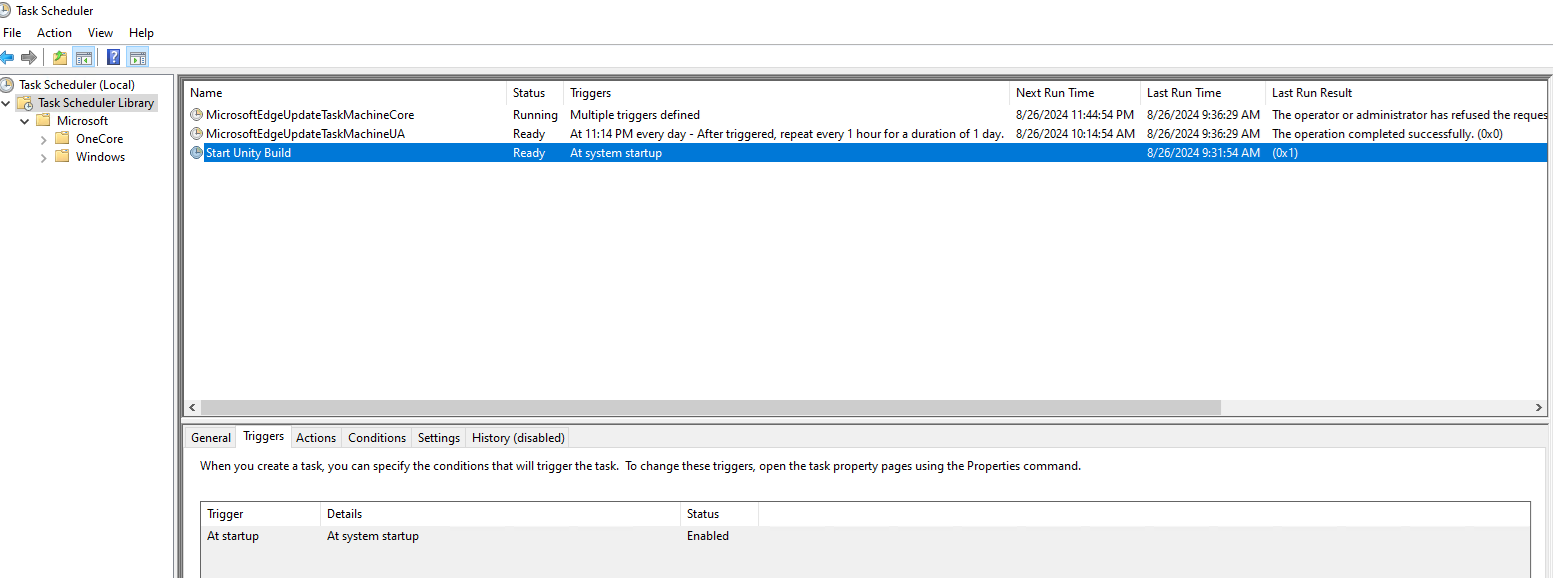 Task Scheduler
File Action View Help
Task Scheduler (Local)
Task Scheduler Library
Microsoft
OneCore
Windows
Name Status Triggers Next Run Time Last Run Time Last Run Result
MicrosoftEdgeUpdateTaskMachineCore Running Multiple triggers defined 8/26/2024 11:44:54 PM 8/26/2024 9:36:29 AM The operator or administrator has refused the reques
MicrosoftEdgeUpdateTaskMachineUA Ready At 11:14 PM every day - After triggered, repeat every 1 hour for a duration of 1 day. 8/26/2024 10:14:54 AM 8/26/2024 9:36:29 AM The operation completed successfully. (0x0)
Start Unity Build Ready At system startup 8/26/2024 9:31:54 AM (0x1)
General Triggers Actions Conditions Settings History (disabled)
When you create a task, you can specify the conditions that will trigger the task. To change these triggers, open the task property pages using the Properties command.
Trigger Details Status
At startup At system startup Enabled